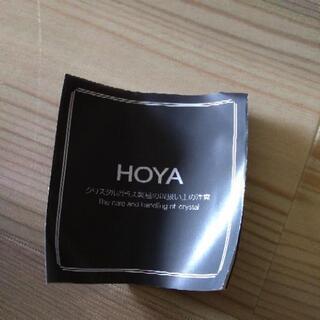 HOYA
クリスタルガラス製品の取扱い上の注意
The care and handling of crystal